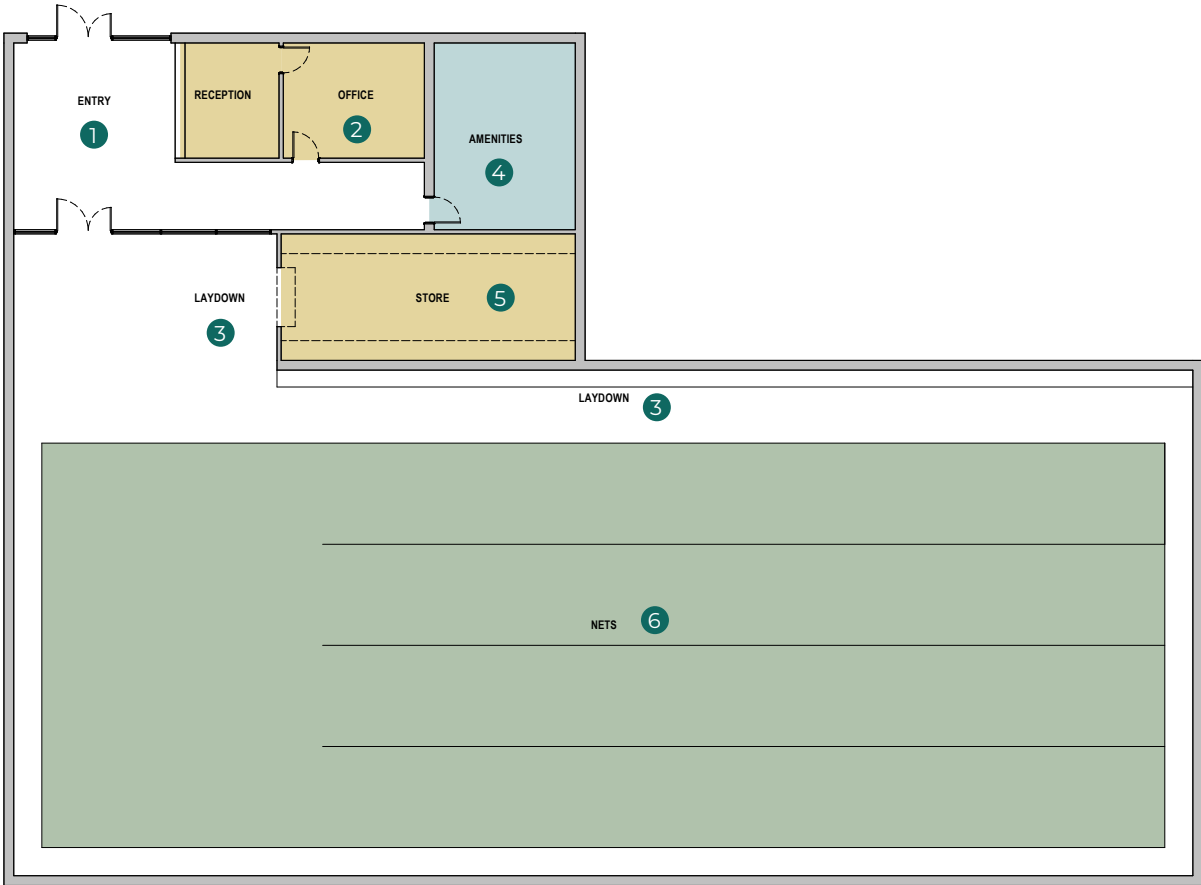 ENTRY
1
RECEPTION
OFFICE
2
AMENITIES
4
LAYDOWN
3
STORE
5
LAYDOWN
3
NETS
6